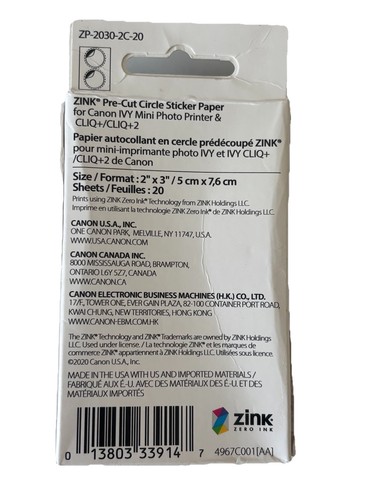 ZP-2030-2C-20
ZINK® Pre-Cut Circle Sticker Paper
for Canon IVY Mini Photo Printer &
CLIQ+/CLIQ+2
Papier autocollant en cercle prédécoupé ZINK®
pour mini-imprimante photo IVY et IVY CLIQ+
/CLIQ+2 de Canon
Size / Format : 2" x 3" / 5 cm x 7,6 cm
Sheets / Feuilles : 20
Prints using ZINK Zero Ink® Technology from ZINK Holdings LLC.
Imprime en utilisant la technologie ZINK Zero Ink® de ZINK Holdings LLC.
CANON U.S.A., INC.
ONE CANON PARK, MELVILLE, NY 11747, U.S.A.
WWW.USA.CANON.COM
CANON CANADA INC.
8000 MISSISSAUGA ROAD, BRAMPTON,
ONTARIO L6Y 5Z7, CANADA
WWW.CANON.CA
CANON ELECTRONIC BUSINESS MACHINES (H.K.) CO., LTD.
17/F, TOWER ONE, EVER GAIN PLAZA, 82-100 CONTAINER PORT ROAD,
KWAI CHUNG, NEW TERRITORIES, HONG KONG
WWW.CANON-EBM.COM.HK
The ZINK® Technology and ZINK® Trademarks are owned by ZINK Holdings
LLC. Used under license. / La technologie ZINK® et les marques de
commerce ZINK® appartiennent à ZINK Holdings LLC. Utilisées sous licence.
©2020 Canon U.S.A., Inc.
MADE IN THE USA WITH US AND IMPORTED MATERIALS /
FABRIQUÉ AUX É.-U. AVEC DES MATÉRIAUX DES É.-U. ET DES
MATÉRIAUX IMPORTÉS
zink
ZERO INK
0 13803 33914 7
4967C001[AA]